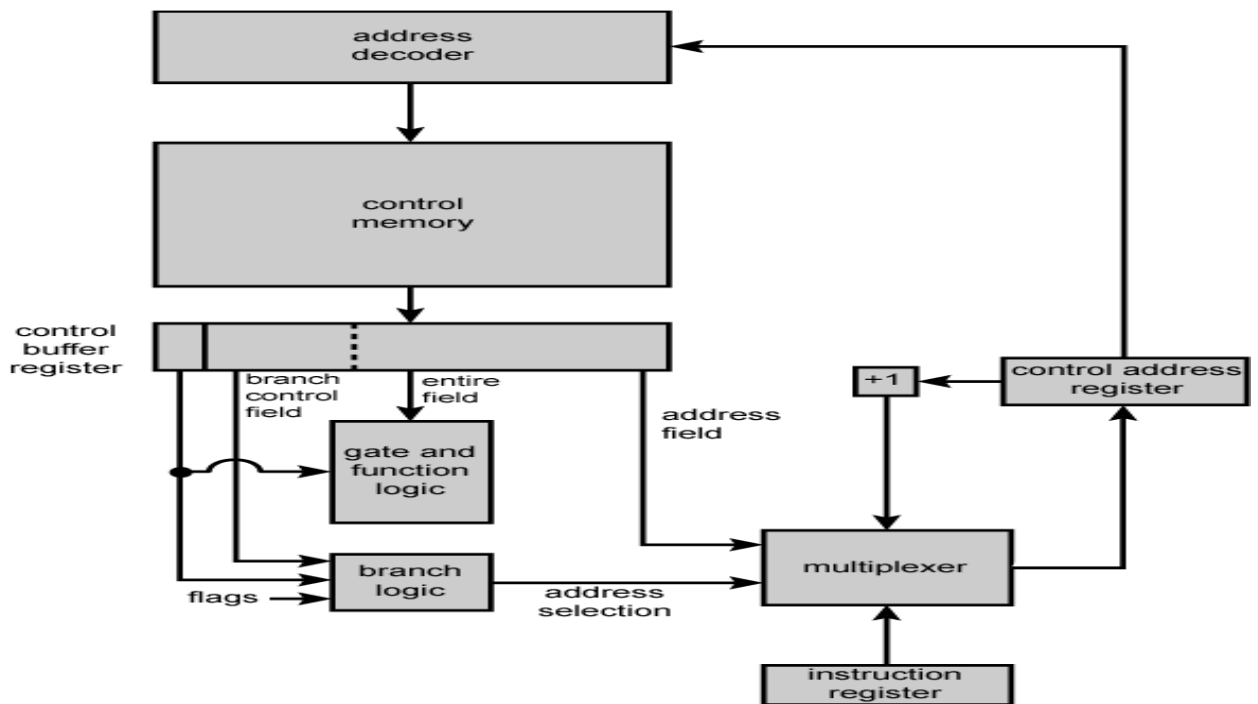 address
decoder
control
memory
control
buffer
register
branch
control
field
entire
field
address
field
+1
control address
register
gate and
function
logic
branch
logic
flags
address
selection
multiplexer
instruction
register